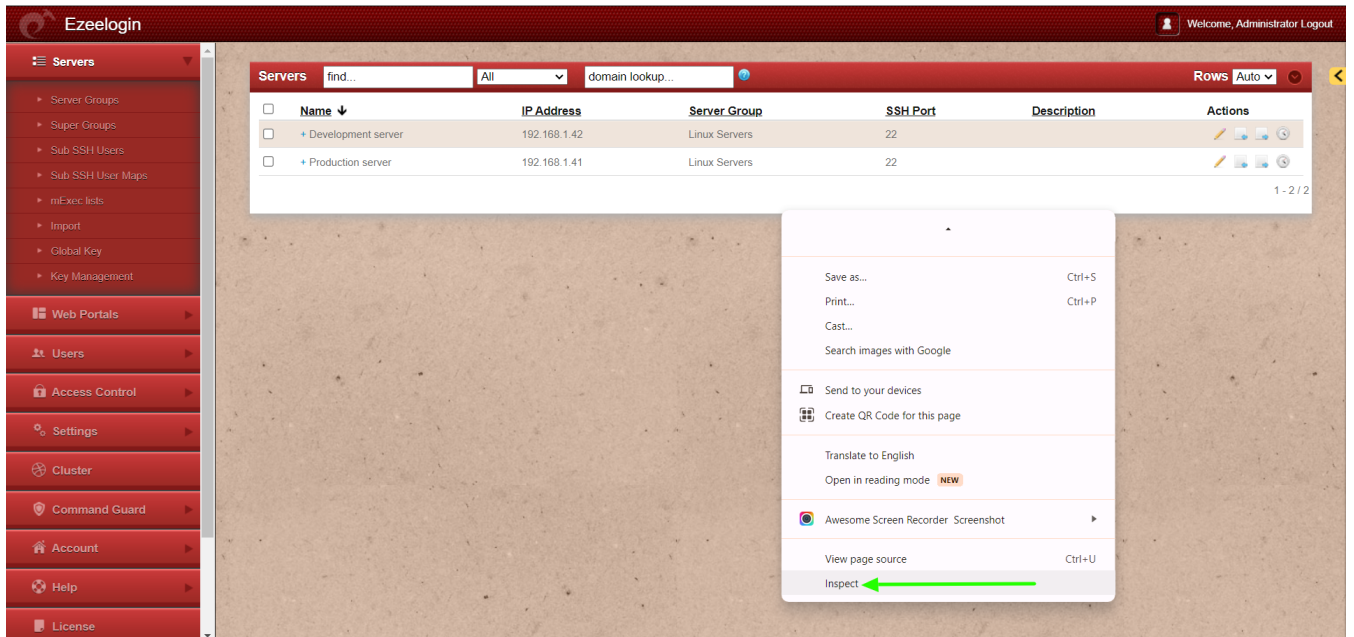 Ezeelogin
Welcome, Administrator Logout
Servers
Server Groups
Super Groups
Sub SSH Users
Sub SSH User Maps
mExec lists
Import
Global Key
Key Management
Web Portals
Users
Access Control
Settings
Cluster
Command Guard
Account
Help
License
Servers find... All domain lookup... Rows Auto
Name IP Address Server Group SSH Port Description Actions
+ Development server 192.168.1.42 Linux Servers 22
+ Production server 192.168.1.41 Linux Servers 22
1 - 2 / 2
Save as... Ctrl+S
Print... Ctrl+P
Cast...
Search images with Google
Send to your devices
Create QR Code for this page
Translate to English
Open in reading mode NEW
Awesome Screen Recorder Screenshot
View page source Ctrl+U
Inspect